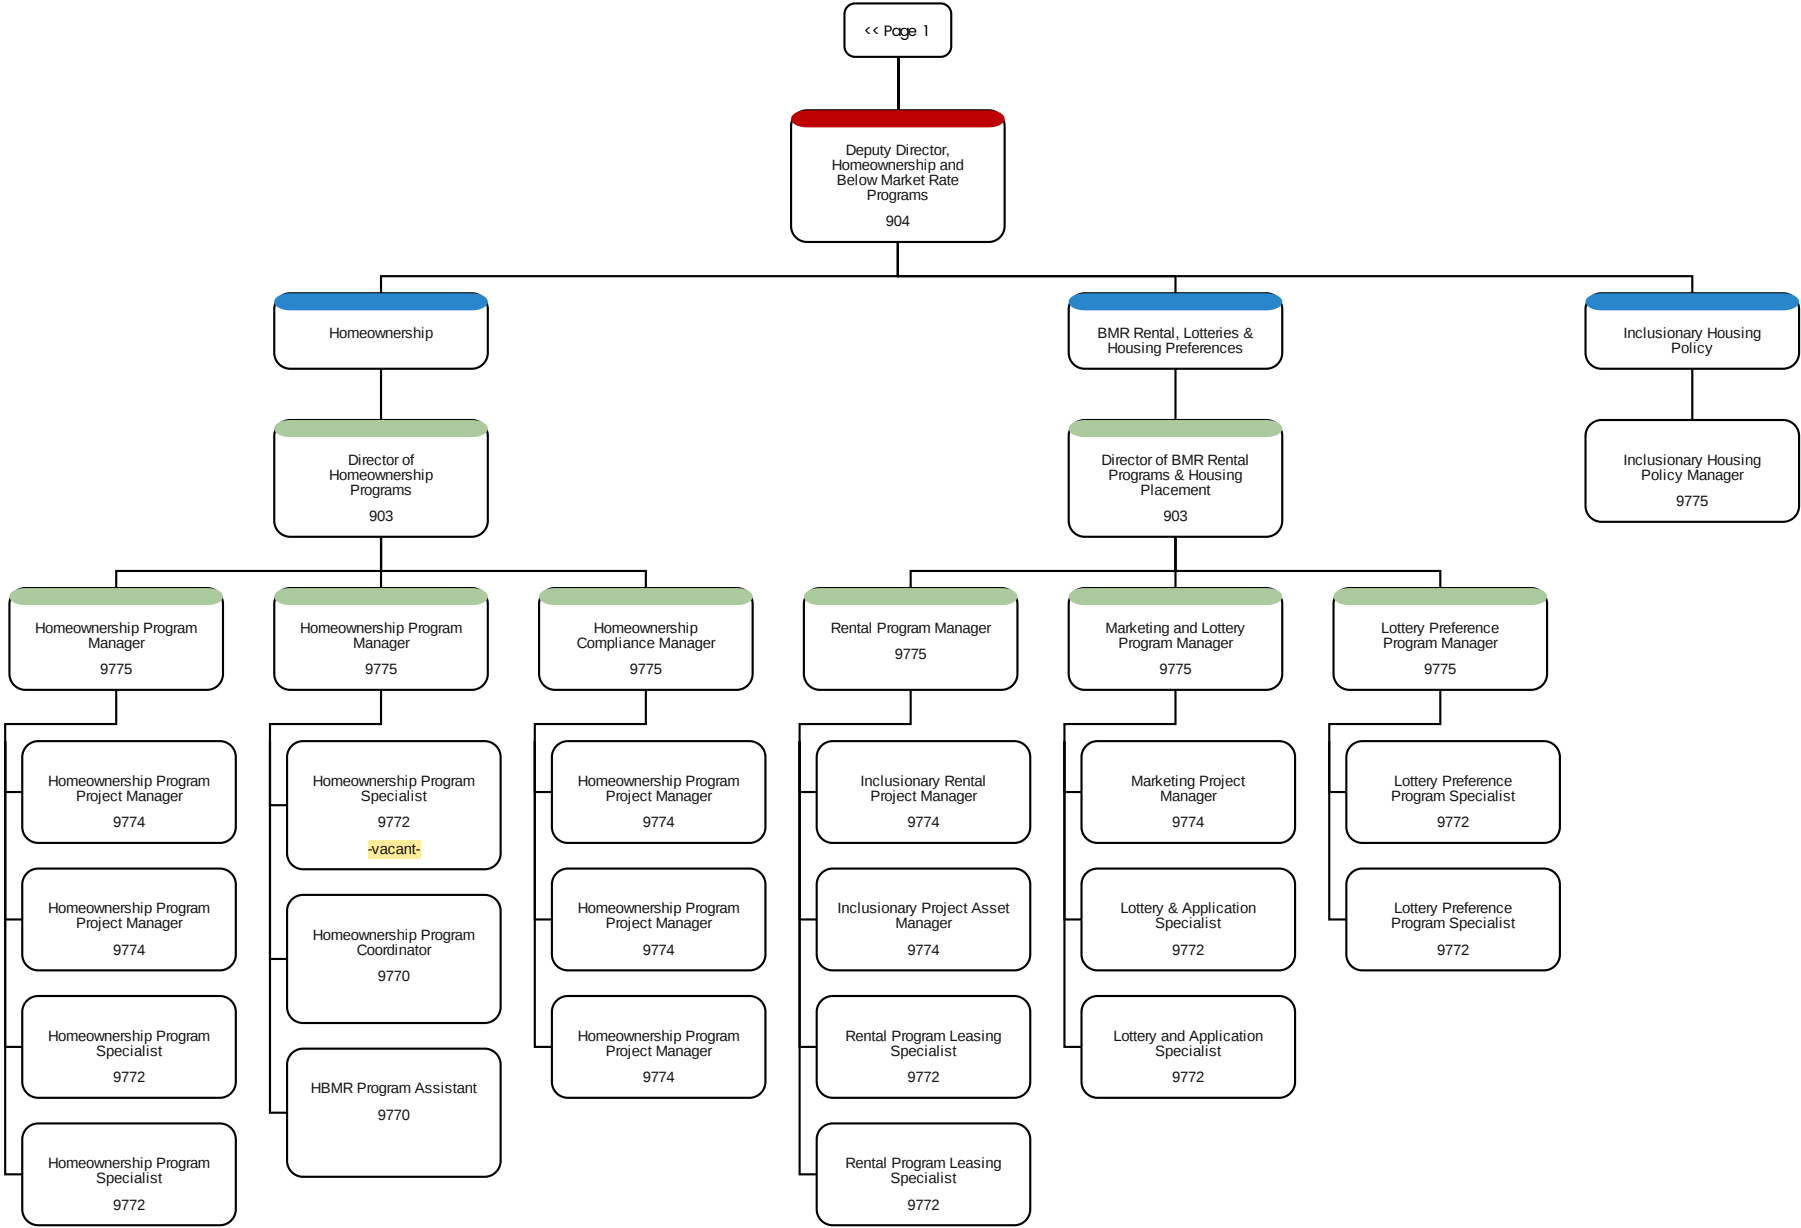 << Page 1
Deputy Director,
Homeownership and
Below Market Rate
Programs
904
Homeownership
BMR Rental, Lotteries &
Housing Preferences
Inclusionary Housing
Policy
Director of
Homeownership
Programs
903
Director of BMR Rental
Programs & Housing
Placement
903
Inclusionary Housing
Policy Manager
9775
Homeownership Program
Manager
9775
Homeownership Program
Manager
9775
Homeownership
Compliance Manager
9775
Rental Program Manager
9775
Marketing and Lottery
Program Manager
9775
Lottery Preference
Program Manager
9775
Homeownership Program
Project Manager
9774
Homeownership Program
Project Manager
9774
Homeownership Program
Specialist
9772
Homeownership Program
Specialist
9772
Homeownership Program
Specialist
9772
-vacant-
Homeownership Program
Coordinator
9770
HBMR Program Assistant
9770
Homeownership Program
Project Manager
9774
Homeownership Program
Project Manager
9774
Homeownership Program
Project Manager
9774
Inclusionary Rental
Project Manager
9774
Inclusionary Project Asset
Manager
9774
Rental Program Leasing
Specialist
9772
Rental Program Leasing
Specialist
9772
Marketing Project
Manager
9774
Lottery & Application
Specialist
9772
Lottery and Application
Specialist
9772
Lottery Preference
Program Specialist
9772
Lottery Preference
Program Specialist
9772